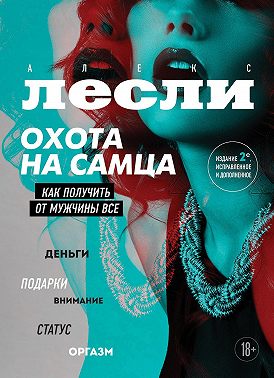 АЛЕКС
ЛЕСЛИ
ОХОТА
НА САМЦА
ИЗДАНИЕ 2е,
ИСПРАВЛЕННОЕ
И ДОПОЛНЕННОЕ
КАК ПОЛУЧИТЬ
ОТ МУЖЧИНЫ ВСЕ
ДЕНЬГИ
ПОДАРКИ
ВНИМАНИЕ
СТАТУС
ОРГАЗМ
18+